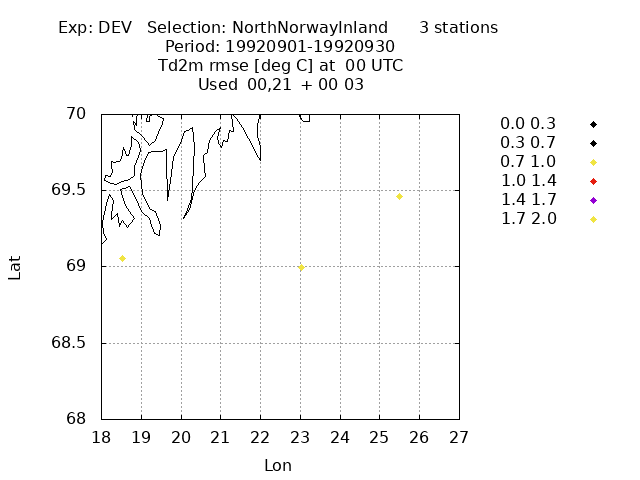 Exp: DEV   Selection: NorthNorwayInland      3 stations
Period: 19920901-19920930
Td2m rmse [deg C] at  00 UTC
Used  00,21  + 00 03
0.0 0.3
0.3 0.7
0.7 1.0
1.0 1.4
1.4 1.7
1.7 2.0
Lat
70
69.5
69
68.5
68
18 19 20 21 22 23 24 25 26 27
Lon